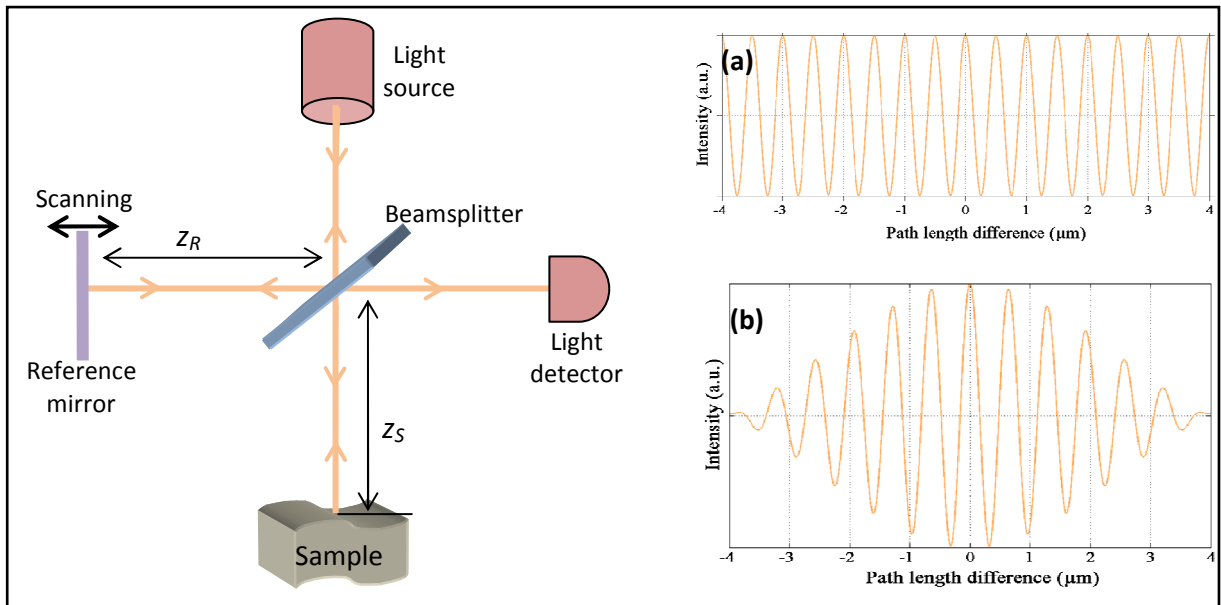 Light
source
Scanning
z_R
Beamsplitter
Reference
mirror
Light
detector
z_S
Sample
(a)
Intensity (a.u.)
-4 -3 -2 -1 0 1 2 3 4
Path length difference (µm)
(b)
Intensity (a.u.)
-4 -3 -2 -1 0 1 2 3 4
Path length difference (µm)